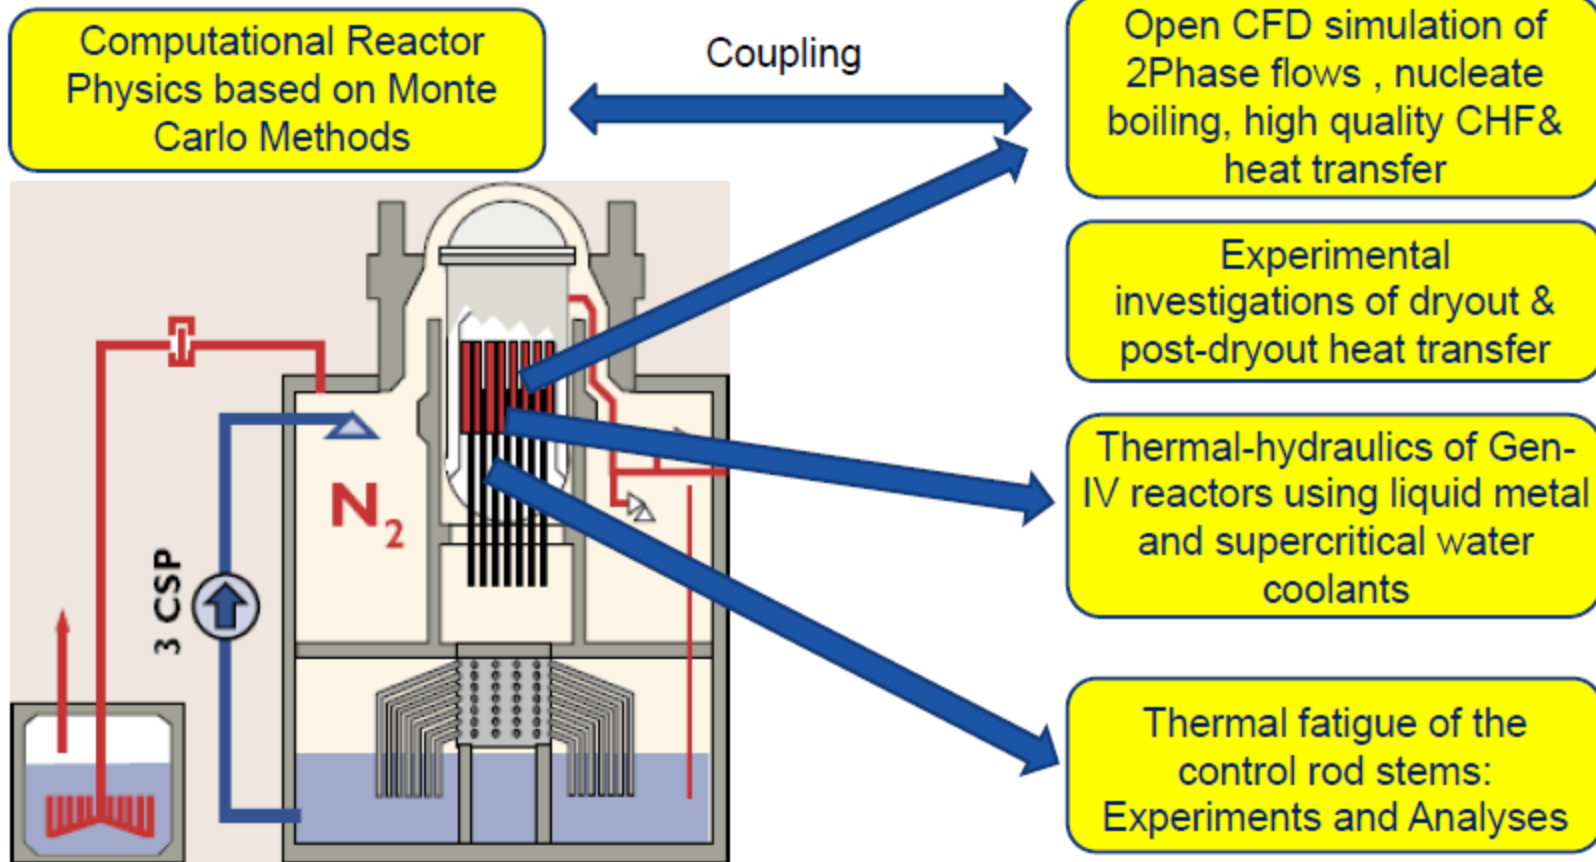 Computational Reactor
Physics based on Monte
Carlo Methods
Coupling
Open CFD simulation of
2Phase flows , nucleate
boiling, high quality CHF&
heat transfer
Experimental
investigations of dryout &
post-dryout heat transfer
Thermal-hydraulics of Gen-
IV reactors using liquid metal
and supercritical water
coolants
Thermal fatigue of the
control rod stems:
Experiments and Analyses
N2
3 CSP